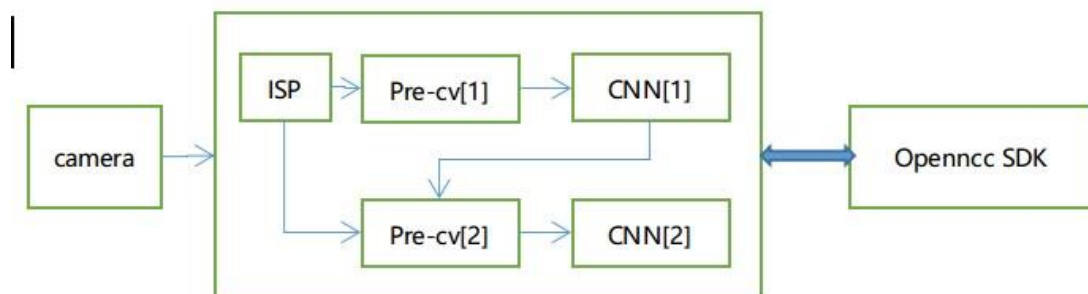 ISP
Pre-cv[1]
CNN[1]
camera
Openncc SDK
Pre-cv[2]
CNN[2]